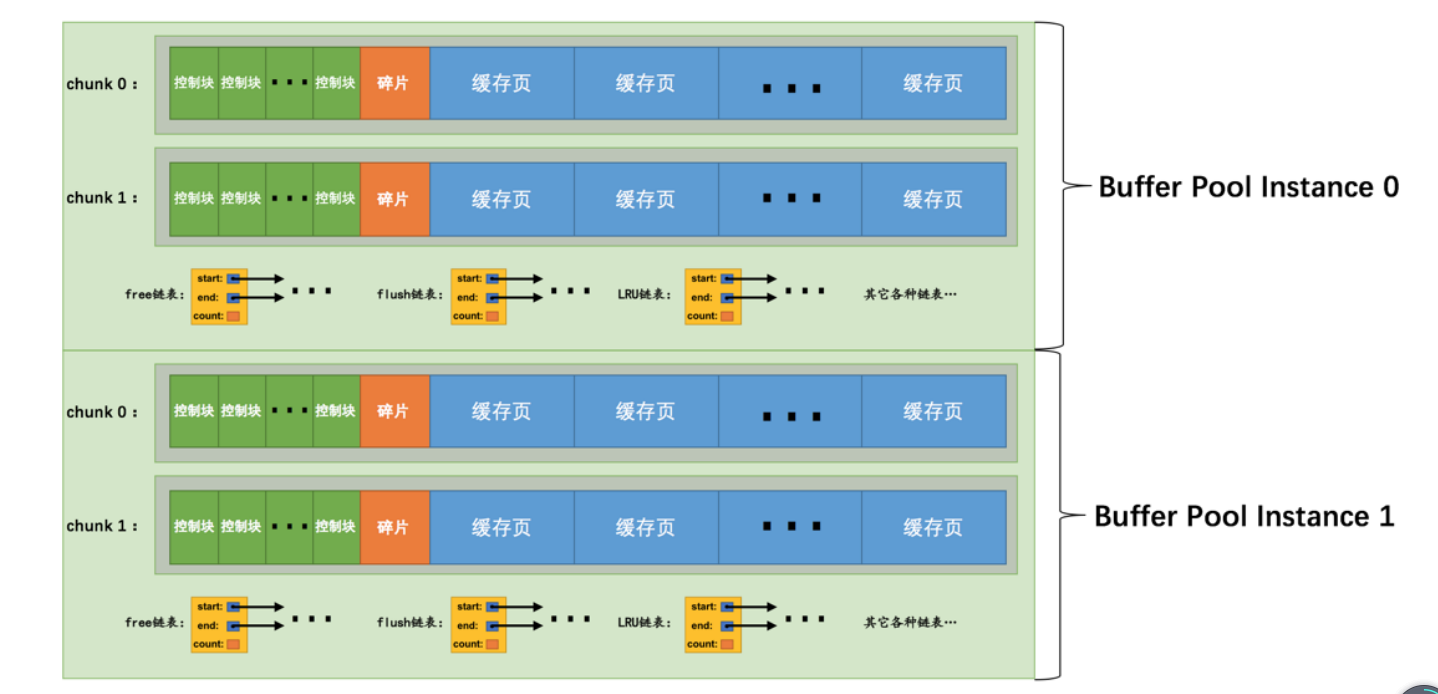 chunk 0 : 控制块 控制块 ··· 控制块 碎片 缓存页 缓存页 ··· 缓存页
chunk 1 : 控制块 控制块 ··· 控制块 碎片 缓存页 缓存页 ··· 缓存页
Buffer Pool Instance 0
free链表: start: end: count: ··· flush链表: start: end: count: ··· LRU链表: start: end: count: ··· 其它各种链表…
chunk 0 : 控制块 控制块 ··· 控制块 碎片 缓存页 缓存页 ··· 缓存页
chunk 1 : 控制块 控制块 ··· 控制块 碎片 缓存页 缓存页 ··· 缓存页
Buffer Pool Instance 1
free链表: start: end: count: ··· flush链表: start: end: count: ··· LRU链表: start: end: count: ··· 其它各种链表…